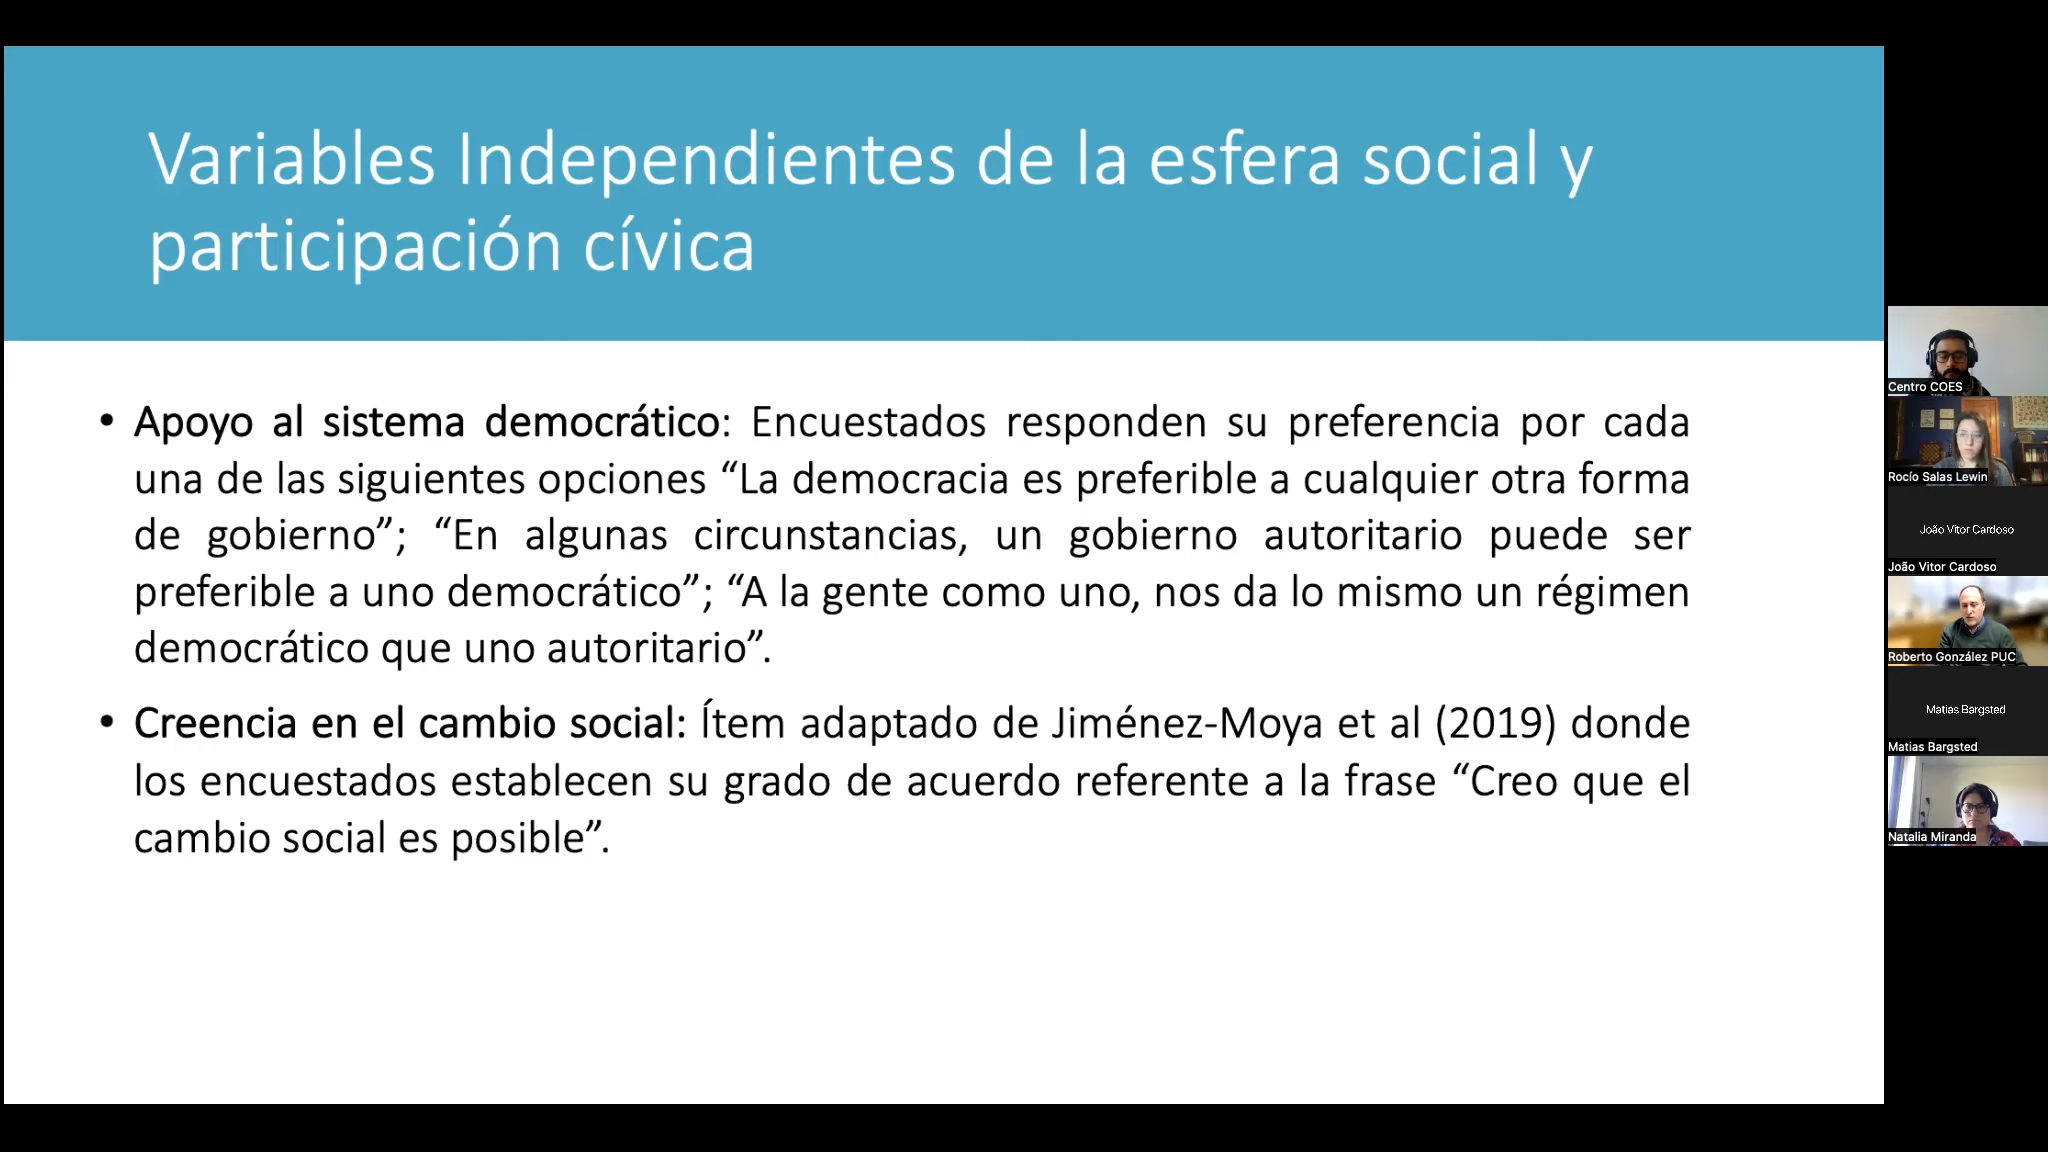 Variables Independientes de la esfera social y
participación cívica
• Apoyo al sistema democrático: Encuestados responden su preferencia por cada
una de las siguientes opciones “La democracia es preferible a cualquier otra forma
de gobierno”; “En algunas circunstancias, un gobierno autoritario puede ser
preferible a uno democrático”; “A la gente como uno, nos da lo mismo un régimen
democrático que uno autoritario”.
• Creencia en el cambio social: Ítem adaptado de Jiménez-Moya et al (2019) donde
los encuestados establecen su grado de acuerdo referente a la frase “Creo que el
cambio social es posible”.
Centro COES
Rocío Salas Lewin
João Vitor Cardoso
João Vitor Cardoso
Roberto González PUC
Matias Bargsted
Matias Bargsted
Natalia Miranda